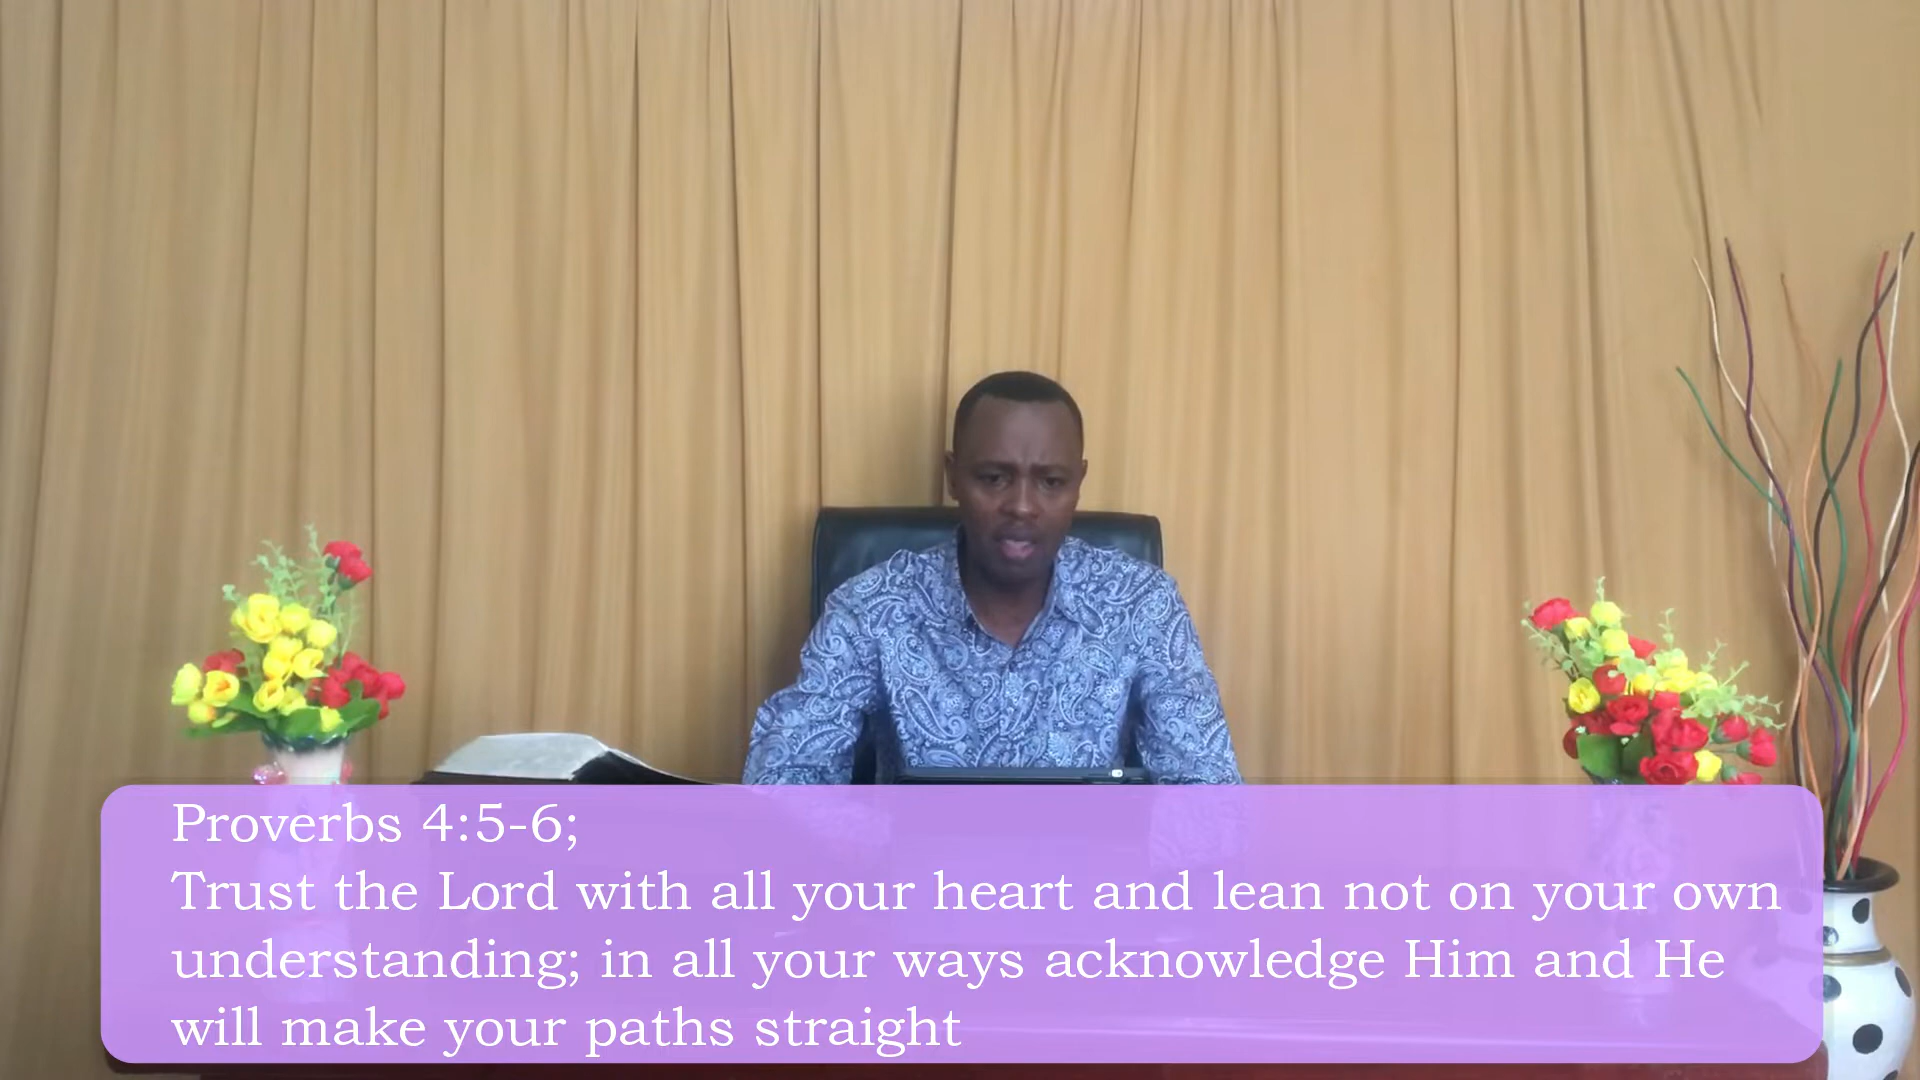 Proverbs 4:5-6;
Trust the Lord with all your heart and lean not on your own
understanding; in all your ways acknowledge Him and He
will make your paths straight